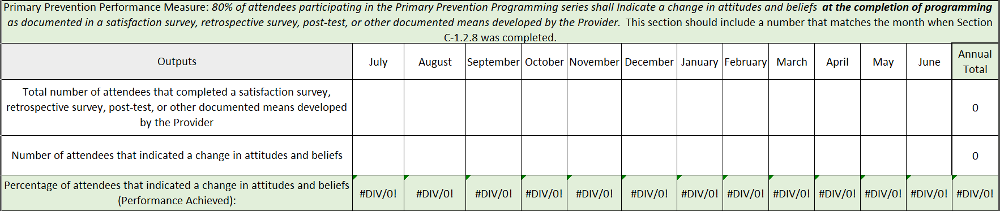 Primary Prevention Performance Measure: 80% of attendees participating in the Primary Prevention Programming series shall Indicate a change in attitudes and beliefs at the completion of programming
as documented in a satisfaction survey, retrospective survey, post-test, or other documented means developed by the Provider. This section should include a number that matches the month when Section
C-1.2.8 was completed.
Outputs July August September October November December January February March April May June Annual
Total
Total number of attendees that completed a satisfaction survey,
retrospective survey, post-test, or other documented means developed
by the Provider
0
Number of attendees that indicated a change in attitudes and beliefs 0
Percentage of attendees that indicated a change in attitudes and beliefs
(Performance Achieved):
#DIV/0! #DIV/0! #DIV/0! #DIV/0! #DIV/0! #DIV/0! #DIV/0! #DIV/0! #DIV/0! #DIV/0! #DIV/0! #DIV/0! #DIV/0!